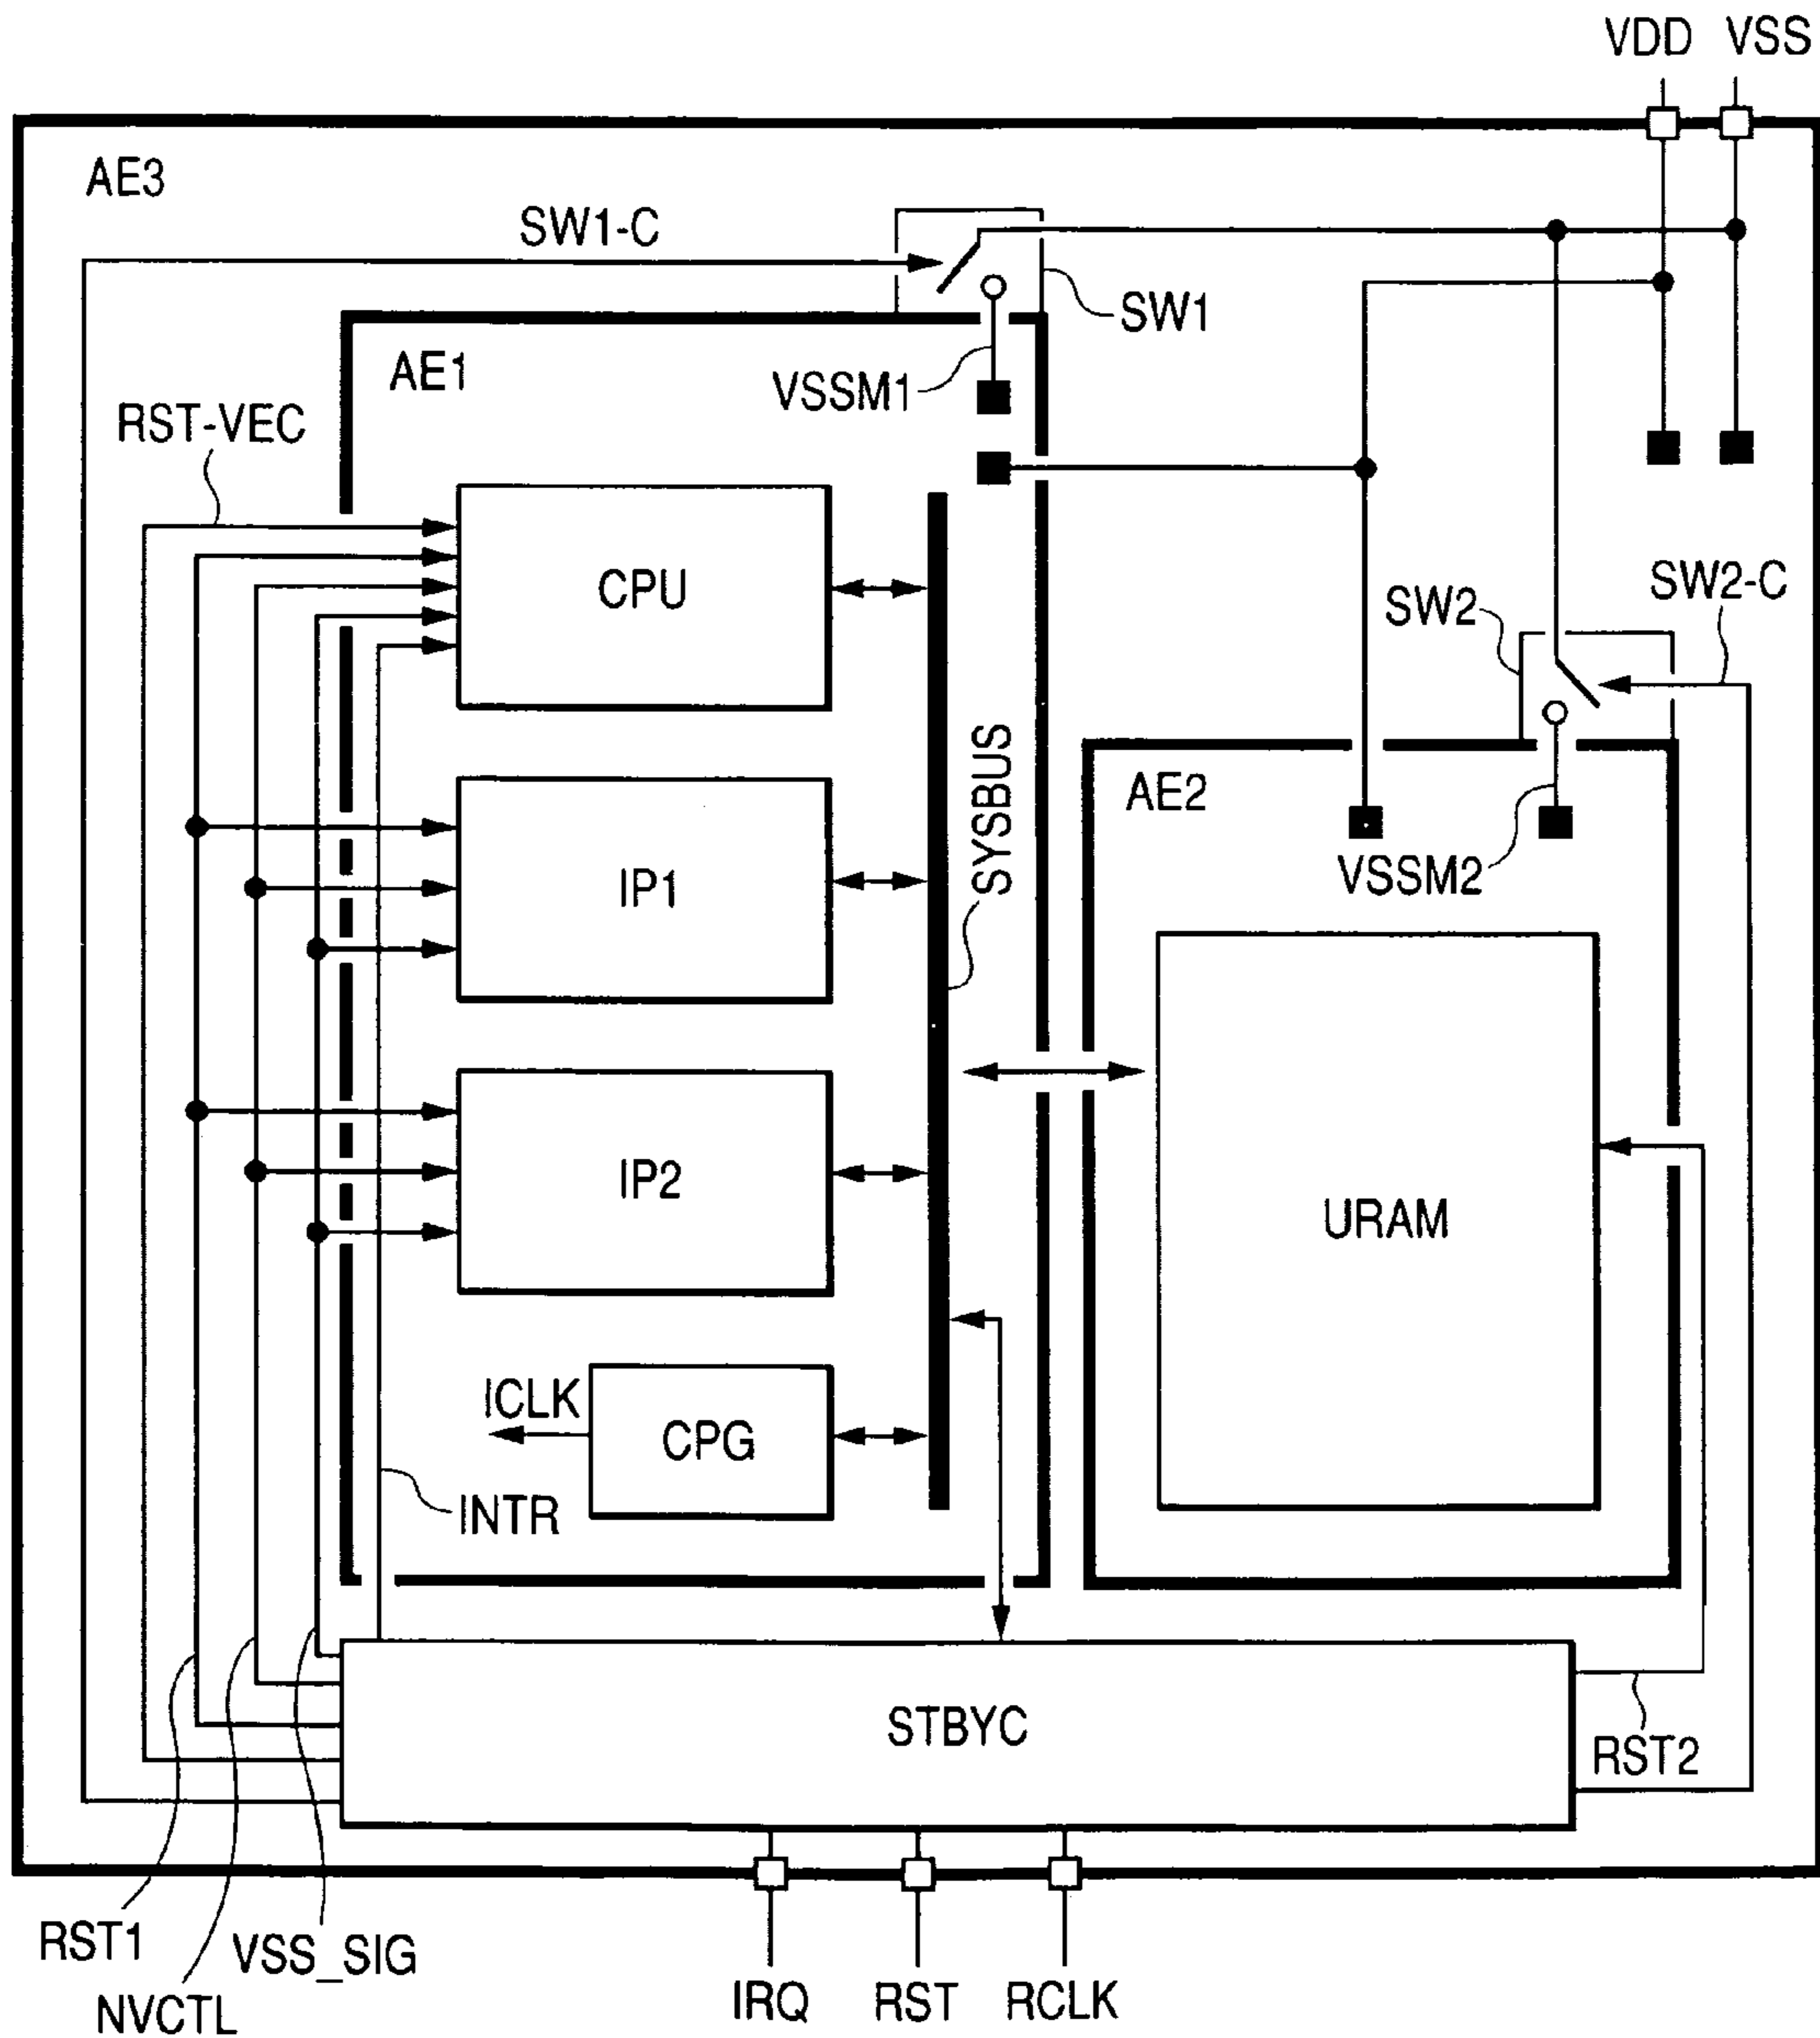 VDD
VSS
AE3
SW1-C
SW1
AE1
VSSM1
RST-VEC
CPU
SW2
SW2-C
SYSBUS
AE2
VSSM2
IP1
IP2
URAM
ICLK
CPG
INTR
STBYC
RST2
RST1
VSS_SIG
NVCTL
IRQ
RST
RCLK